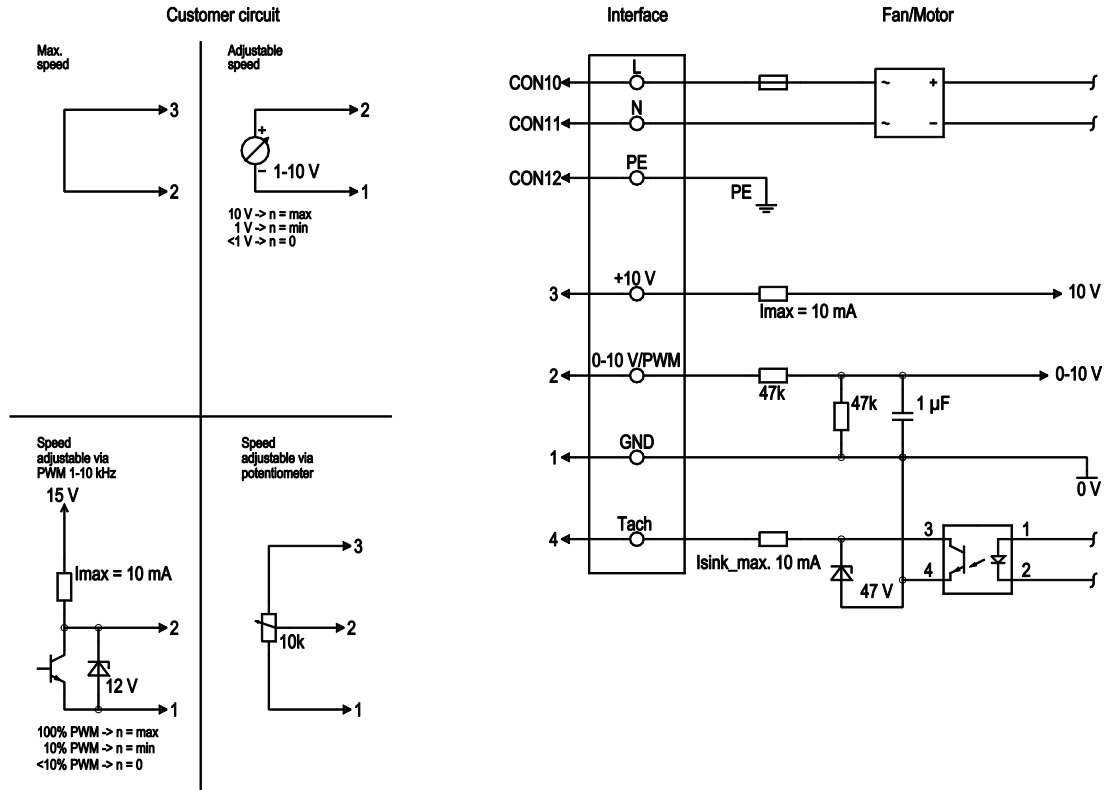 Customer circuit
Interface
Fan/Motor
Max.
speed
3
2
Adjustable
speed
2
+
–
1-10 V
1
10 V -> n = max
1 V -> n = min
<1 V -> n = 0
Speed
adjustable via
PWM 1-10 kHz
15 V
Imax = 10 mA
2
12 V
1
100% PWM -> n = max
10% PWM -> n = min
<10% PWM -> n = 0
Speed
adjustable via
potentiometer
3
2
10k
1
L
CON10
~
+
N
CON11
~
–
PE
CON12
PE
+10 V
3
10 V
Imax = 10 mA
0-10 V/PWM
2
0-10 V
47k
47k
1 µF
GND
1
0 V
Tach
4
3
1
Isink_max. 10 mA
4
2
47 V